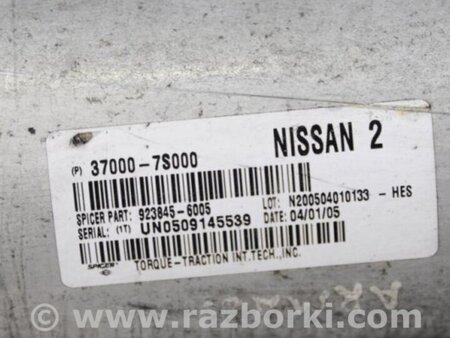 (P) 37000-7S000 NISSAN 2
SPICER PART: 923845-6005 LOT: N200504010133 - HES
SERIAL: (1T) UN0509145539 DATE: 04/01/05
SPICER TORQUE-TRACTION INT.TECH.,INC.
www.razborki.com